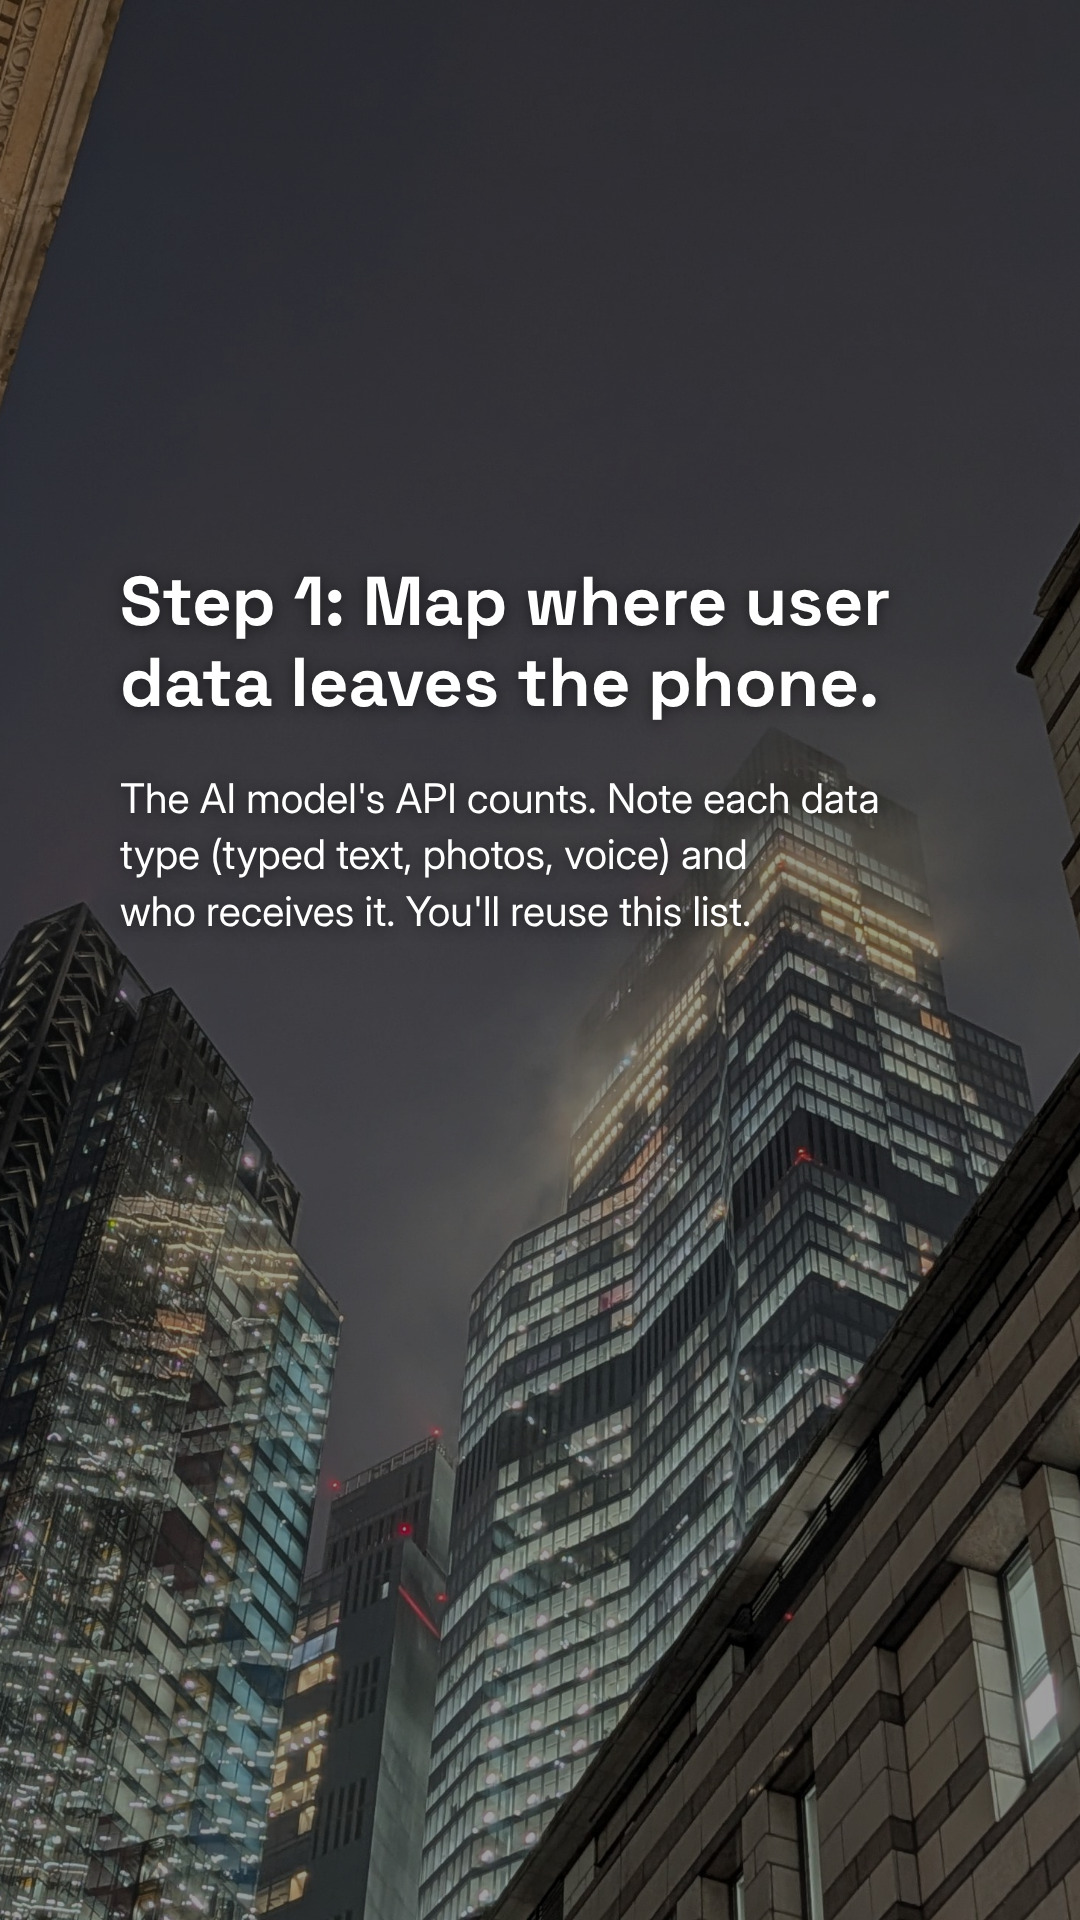 Step 1: Map where user
data leaves the phone.
The AI model's API counts. Note each data
type (typed text, photos, voice) and
who receives it. You'll reuse this list.